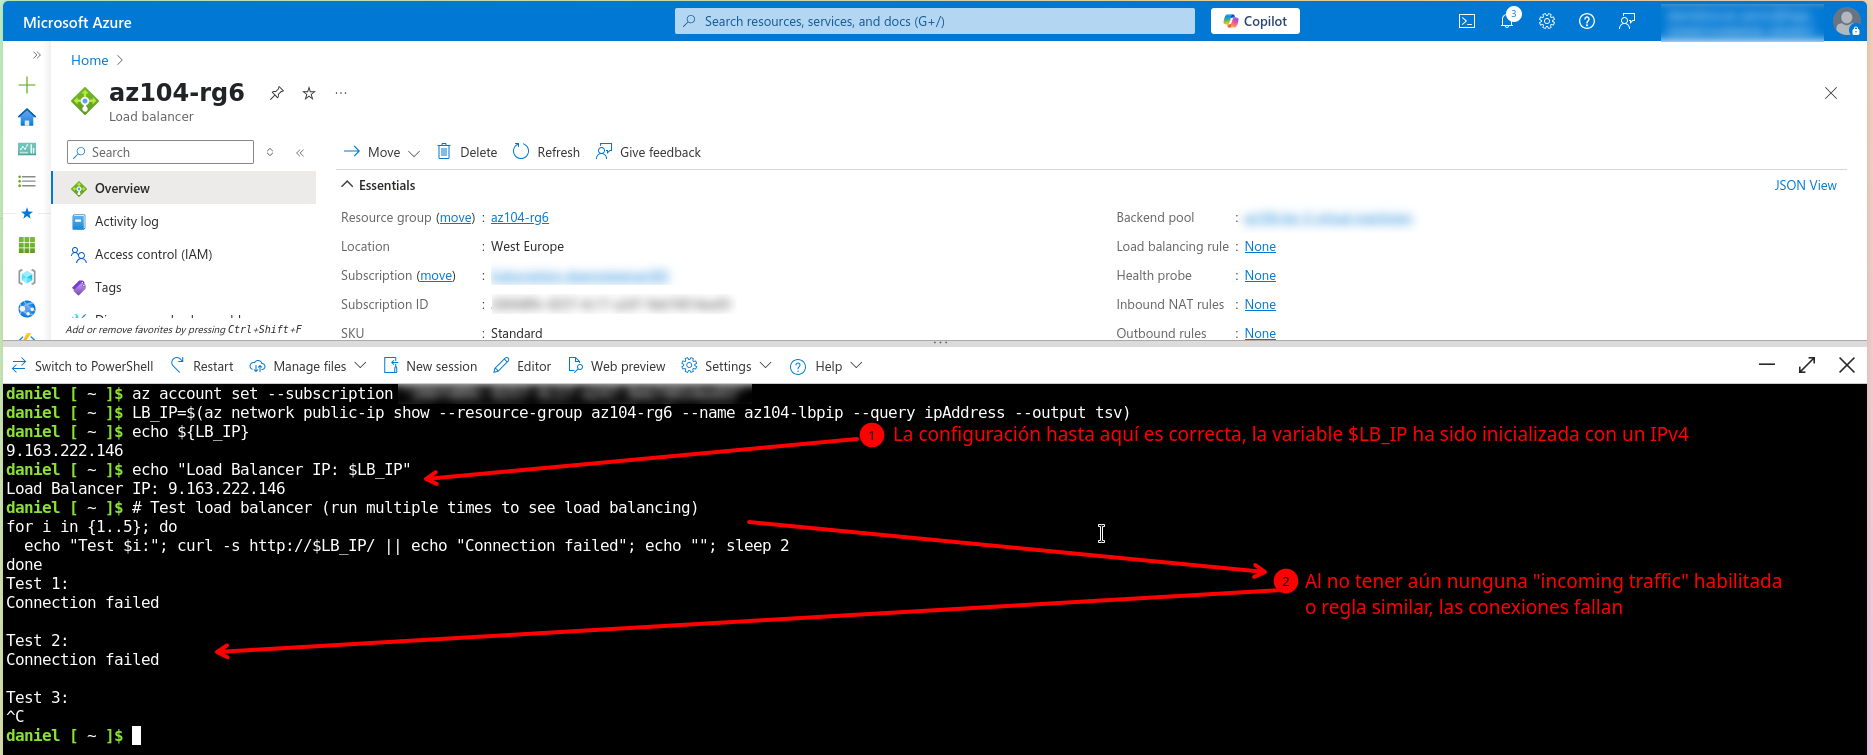 Microsoft Azure
Search resources, services, and docs (G+/)
Copilot
3
Home
az104-rg6
Load balancer
Search
Move
Delete
Refresh
Give feedback
Overview
Activity log
Access control (IAM)
Tags
Add or remove favorites by pressing Ctrl+Shift+F
Essentials
JSON View
Resource group (move) : az104-rg6
Location : West Europe
Subscription (move) :
Subscription ID :
SKU : Standard
Backend pool :
Load balancing rule : None
Health probe : None
Inbound NAT rules : None
Outbound rules : None
Switch to PowerShell
Restart
Manage files
New session
Editor
Web preview
Settings
Help
daniel [ ~ ]$ az account set --subscription
daniel [ ~ ]$ LB_IP=$(az network public-ip show --resource-group az104-rg6 --name az104-lbpip --query ipAddress --output tsv)
daniel [ ~ ]$ echo ${LB_IP}
1 La configuración hasta aquí es correcta, la variable $LB_IP ha sido inicializada con un IPv4
9.163.222.146
daniel [ ~ ]$ echo "Load Balancer IP: $LB_IP"
Load Balancer IP: 9.163.222.146
daniel [ ~ ]$ # Test load balancer (run multiple times to see load balancing)
for i in {1..5}; do
echo "Test $i:"; curl -s http://$LB_IP/ || echo "Connection failed"; echo ""; sleep 2
done
2 Al no tener aún nunguna "incoming traffic" habilitada
o regla similar, las conexiones fallan
Test 1:
Connection failed
Test 2:
Connection failed
Test 3:
^C
daniel [ ~ ]$